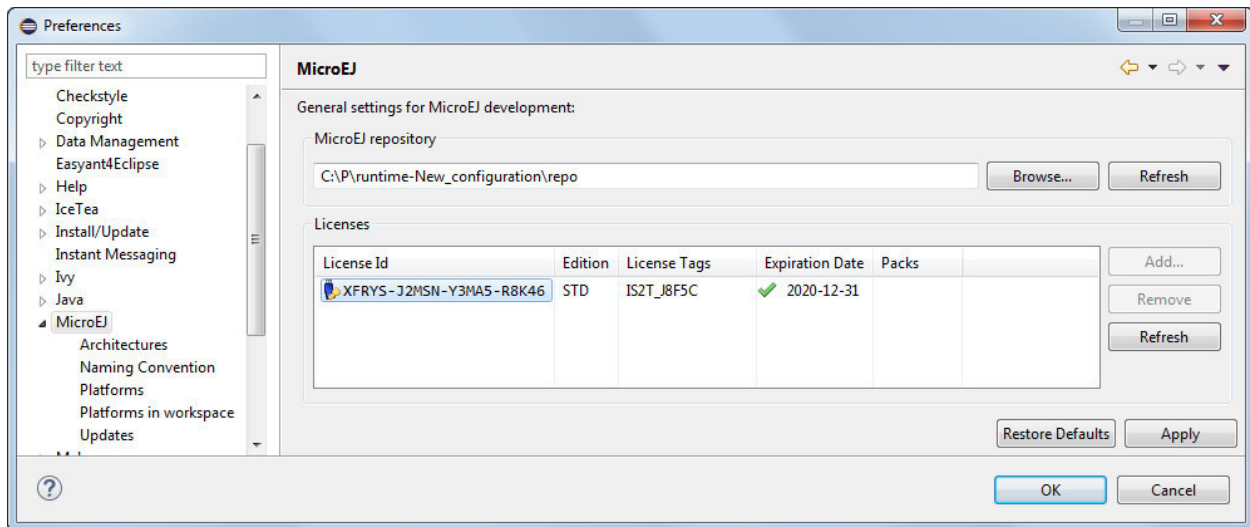 Preferences
type filter text
Checkstyle
Copyright
Data Management
Easyant4Eclipse
Help
IceTea
Install/Update
Instant Messaging
Ivy
Java
MicroEJ
Architectures
Naming Convention
Platforms
Platforms in workspace
Updates
MicroEJ
General settings for MicroEJ development:
MicroEJ repository
C:\P\runtime-New_configuration\repo
Browse...
Refresh
Licenses
License Id Edition License Tags Expiration Date Packs
XFRYS-J2MSN-Y3MA5-R8K46 STD IS2T_J8F5C 2020-12-31
Add...
Remove
Refresh
Restore Defaults
Apply
OK
Cancel